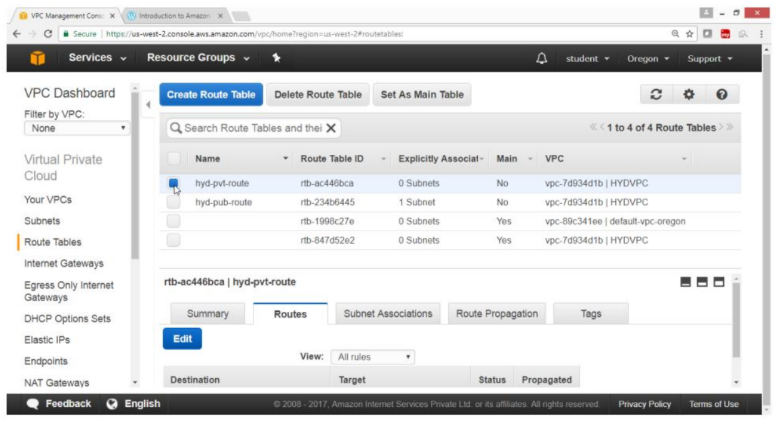 VPC Management Cons
Introduction to Amazon
Secure | https://us-west-2.console.aws.amazon.com/vpc/home?region=us-west-2#routetables:
Services Resource Groups student Oregon Support
VPC Dashboard
Filter by VPC:
None
Virtual Private
Cloud
Your VPCs
Subnets
Route Tables
Internet Gateways
Egress Only Internet
Gateways
DHCP Options Sets
Elastic IPs
Endpoints
NAT Gateways
Create Route Table Delete Route Table Set As Main Table
Search Route Tables and thei X << < 1 to 4 of 4 Route Tables > >>
Name Route Table ID Explicitly Associat Main VPC
hyd-pvt-route rtb-ac446bca 0 Subnets No vpc-7d934d1b | HYDVPC
hyd-pub-route rtb-234b6445 1 Subnet No vpc-7d934d1b | HYDVPC
rtb-1998c27e 0 Subnets Yes vpc-89c341ee | default-vpc-oregon
rtb-847d52e2 0 Subnets Yes vpc-7d934d1b | HYDVPC
rtb-ac446bca | hyd-pvt-route
Summary Routes Subnet Associations Route Propagation Tags
Edit
View: All rules
Destination Target Status Propagated
Feedback English © 2008 - 2017, Amazon Internet Services Private Ltd. or its affiliates. All rights reserved. Privacy Policy Terms of Use